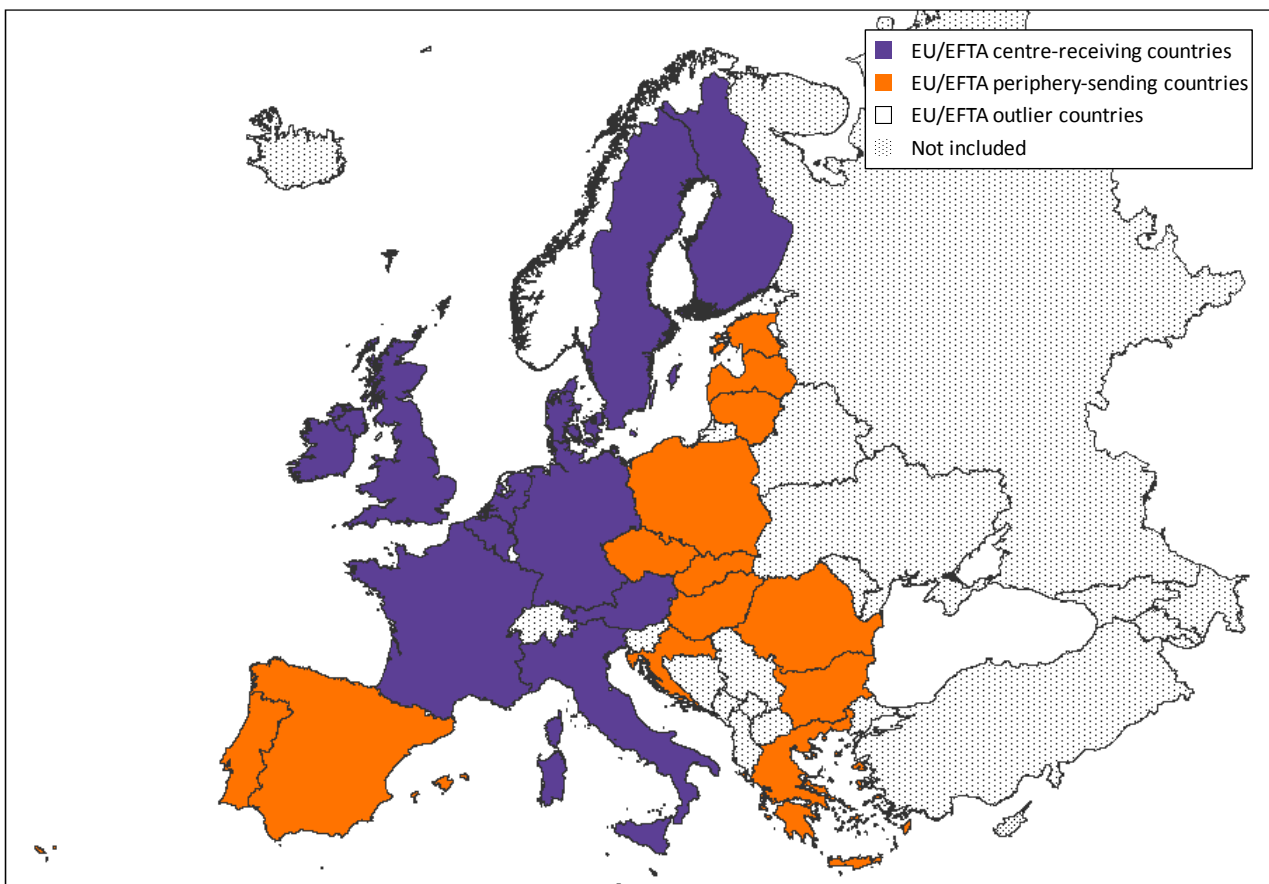 EU/EFTA centre-receiving countries
EU/EFTA periphery-sending countries
EU/EFTA outlier countries
Not included